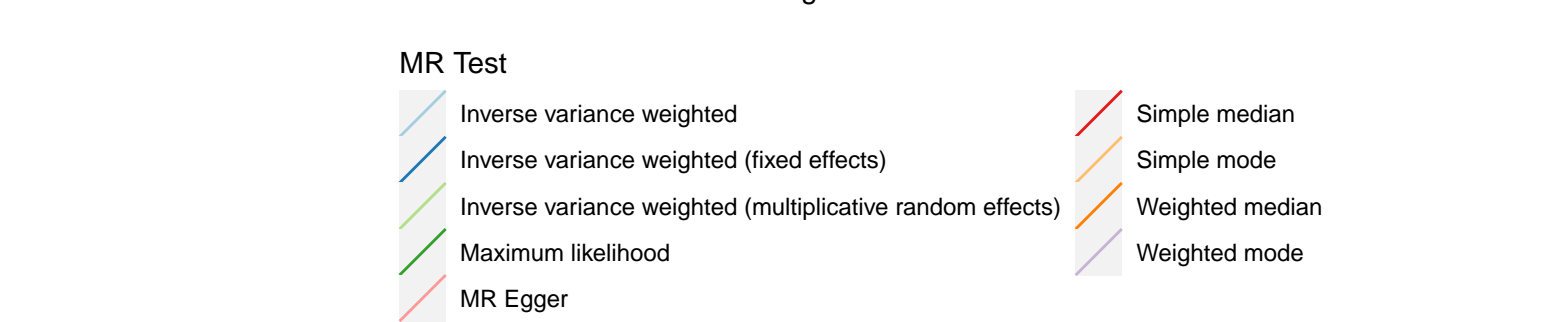 MR Test
Inverse variance weighted
Inverse variance weighted (fixed effects)
Inverse variance weighted (multiplicative random effects)
Maximum likelihood
MR Egger
Simple median
Simple mode
Weighted median
Weighted mode